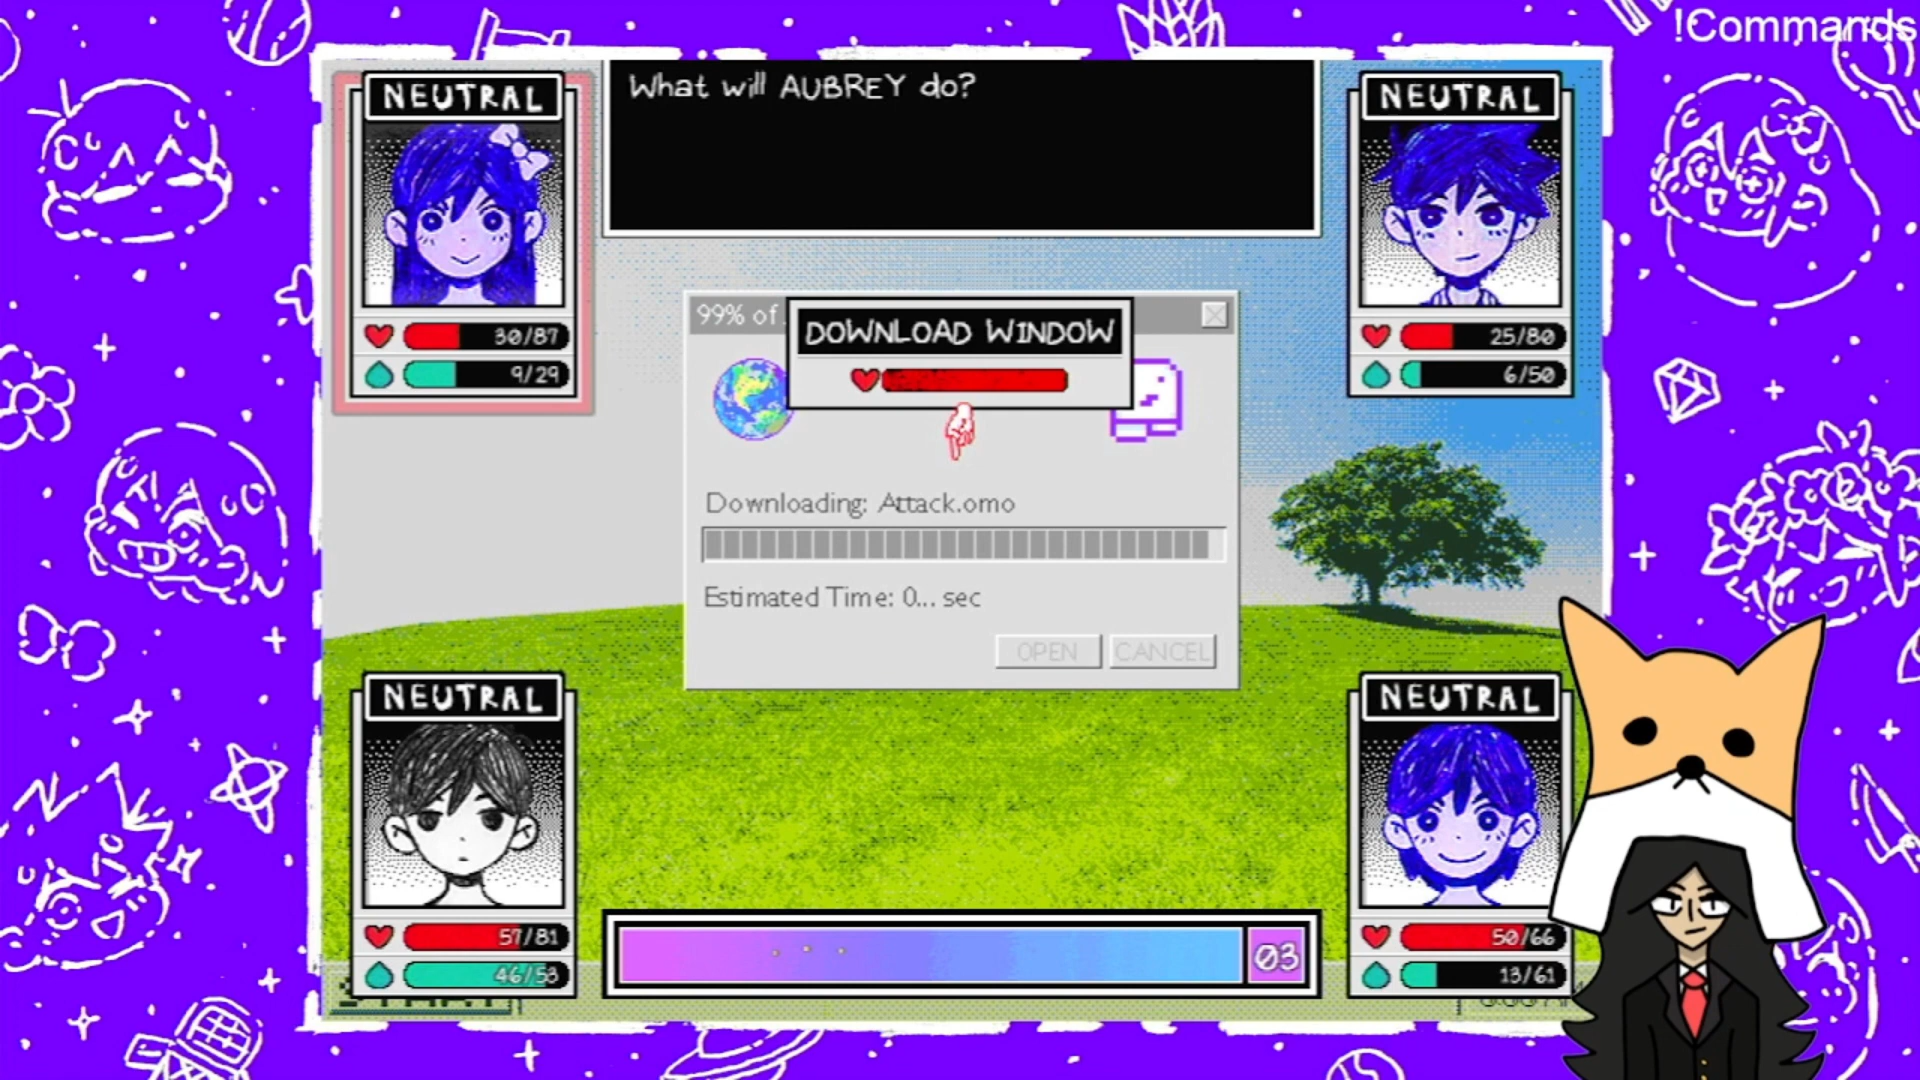 !Commands
NEUTRAL
What will AUBREY do?
NEUTRAL
99% of
DOWNLOAD WINDOW
30/87
25/80
9/29
6/50
Downloading: Attack.omo
Estimated Time: 0... sec
OPEN
CANCEL
NEUTRAL
NEUTRAL
57/81
50/66
03
46/53
13/61